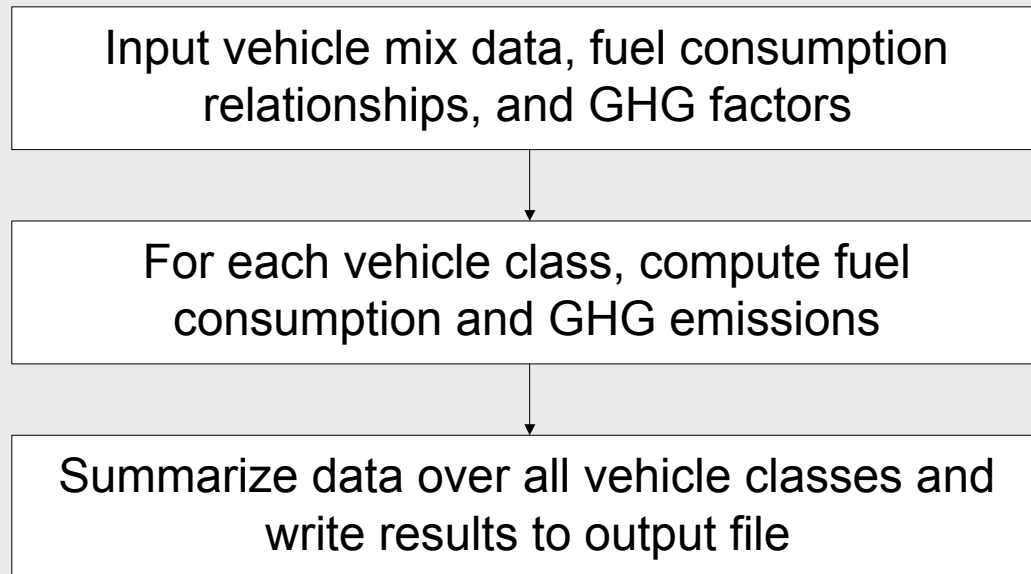 Input vehicle mix data, fuel consumption
relationships, and GHG factors
For each vehicle class, compute fuel
consumption and GHG emissions
Summarize data over all vehicle classes and
write results to output file